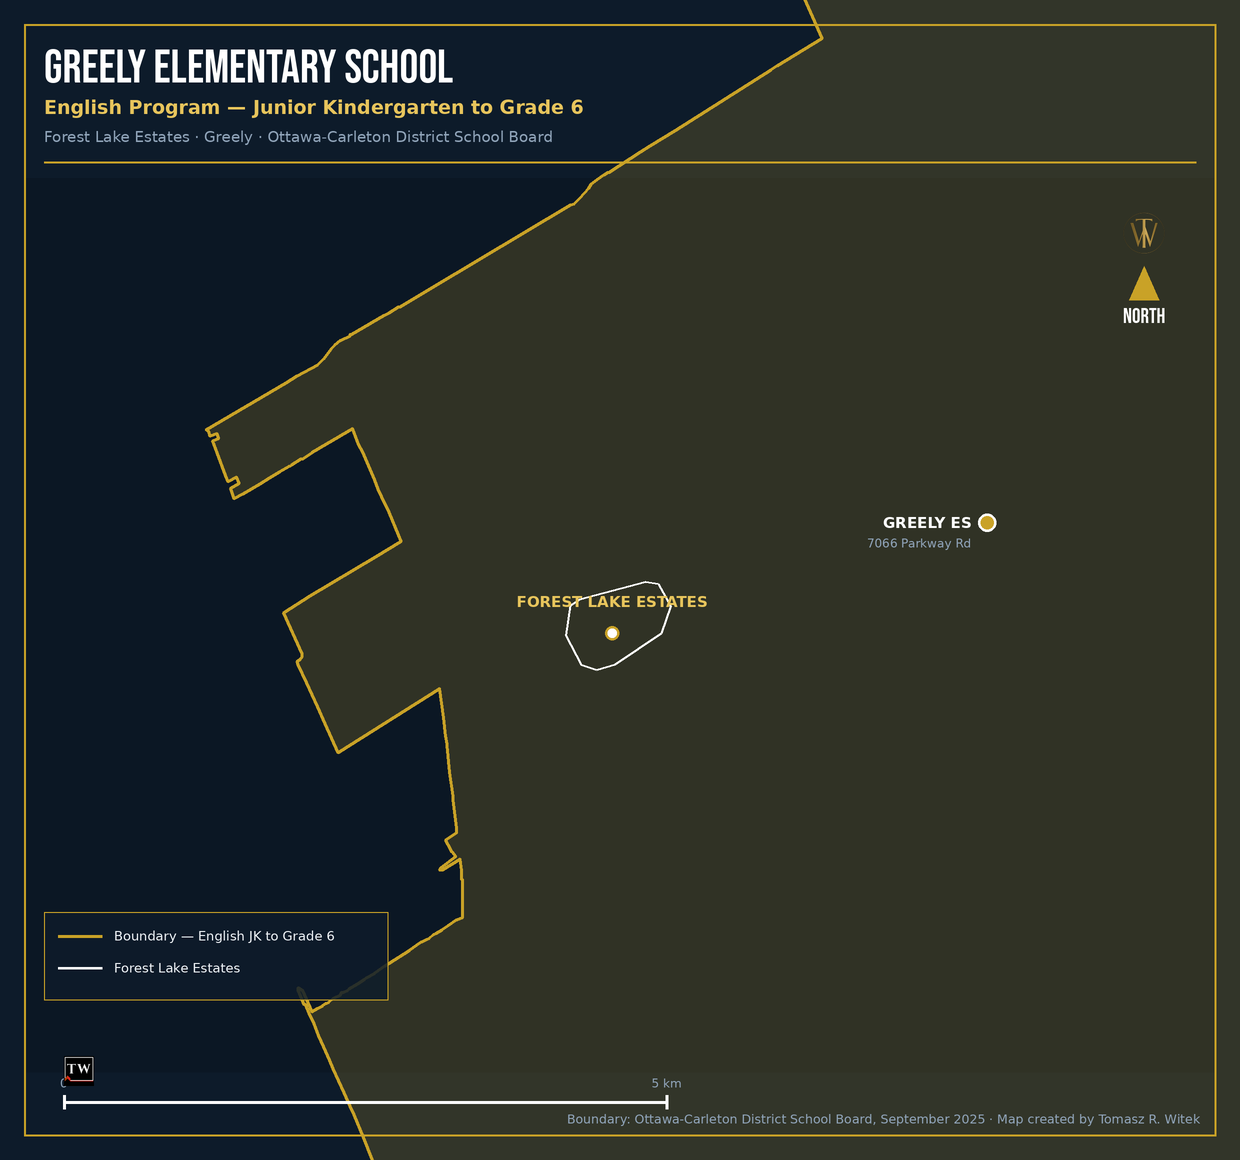 GREELY ELEMENTARY SCHOOL
English Program — Junior Kindergarten to Grade 6
Forest Lake Estates · Greely · Ottawa-Carleton District School Board
TW
NORTH
GREELY ES
7066 Parkway Rd
FOREST LAKE ESTATES
Boundary — English JK to Grade 6
Forest Lake Estates
TW
5 km
Boundary: Ottawa-Carleton District School Board, September 2025 · Map created by Tomasz R. Witek